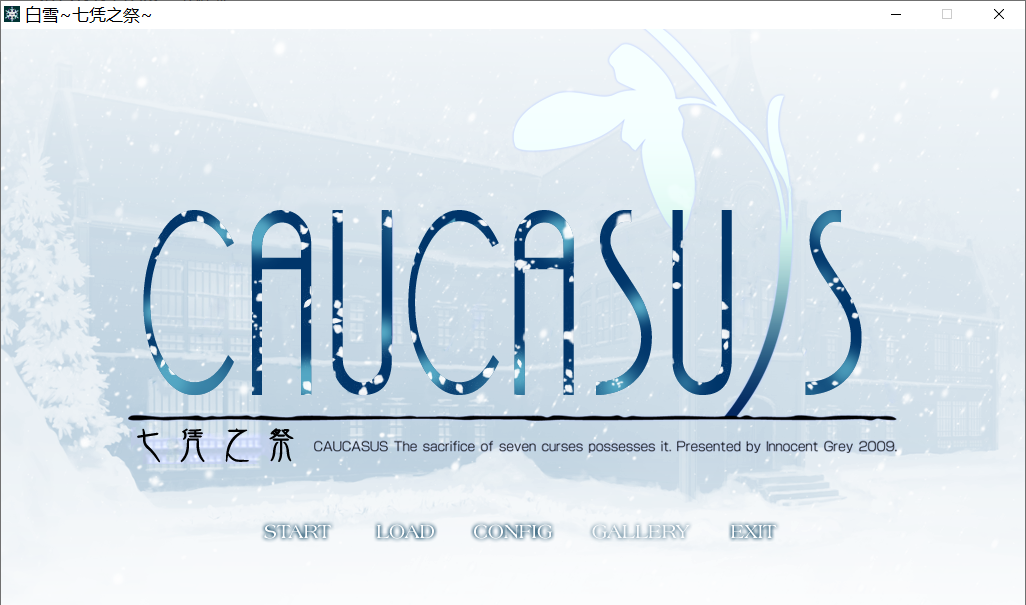 白雪~七凭之祭~
CAUCASUS
七凭之祭 CAUCASUS The sacrifice of seven curses possesses it. Presented by Innocent Grey 2009.
START LOAD CONFIG GALLERY EXIT